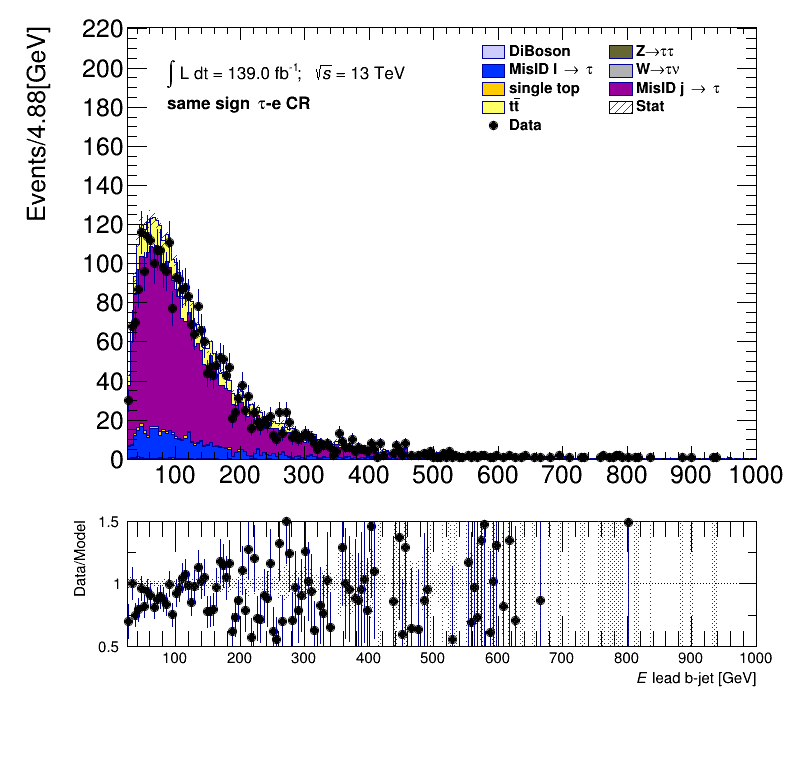 Events/4.88[GeV]
220
200
180
160
140
120
100
80
60
40
20
0
∫ L dt = 139.0 fb⁻¹; √s = 13 TeV
same sign τ-e CR
DiBoson
MisID l → τ
single top
tt̄
Data
Z→ττ
W→τν
MisID j → τ
Stat
100 200 300 400 500 600 700 800 900 1000
Data/Model
1.5
1
0.5
100 200 300 400 500 600 700 800 900 1000
E lead b-jet [GeV]